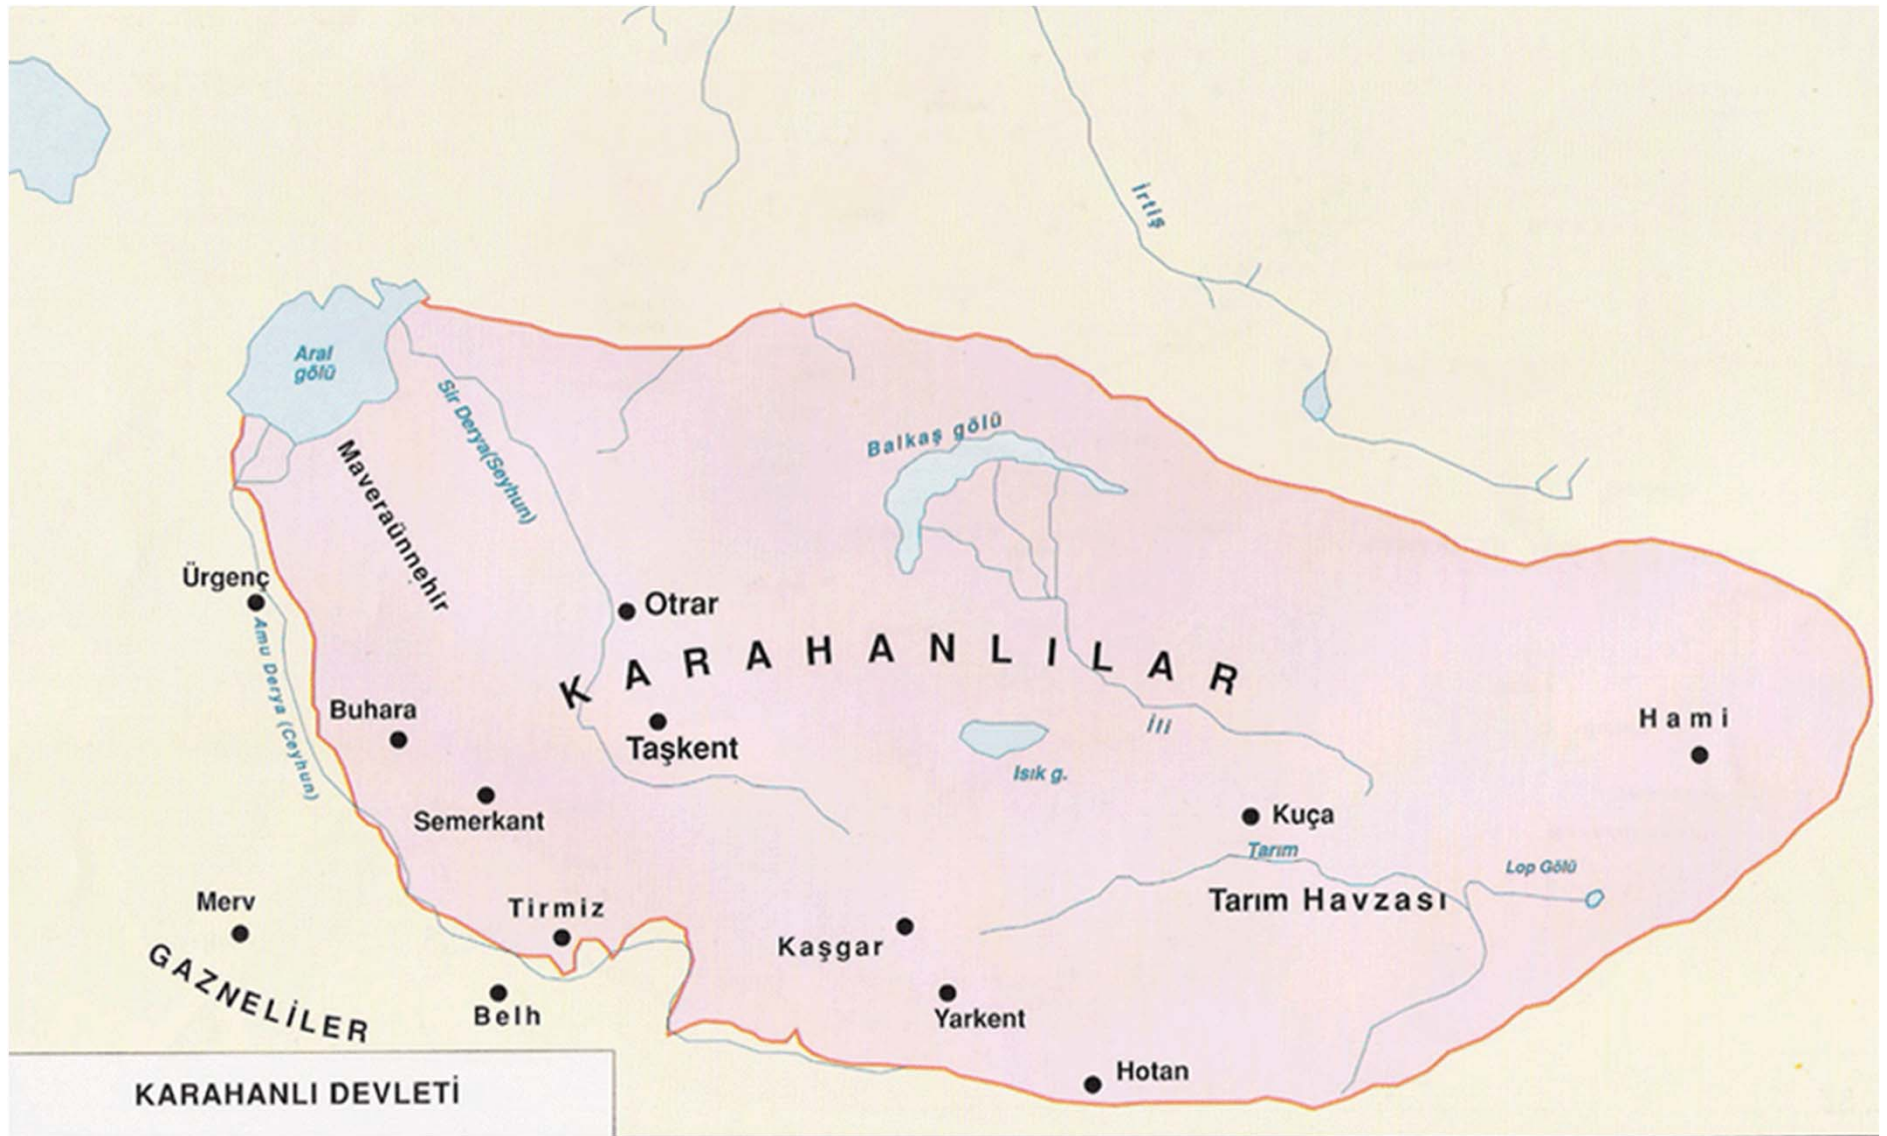 İrtiş
Aral
gölü
Sir Derya(Seyhun)
Balkaş gölü
Maveraünnehir
Ürgenç
Otrar
KARAHANLILAR
Amu Derya (Ceyhun)
Buhara
Taşkent
İli
Isık g.
Hami
Semerkant
Kuça
Tarım
Lop Gölü
Tarım Havzası
Merv
Tirmiz
Kaşgar
GAZNELİLER
Belh
Yarkent
Hotan
KARAHANLI DEVLETİ